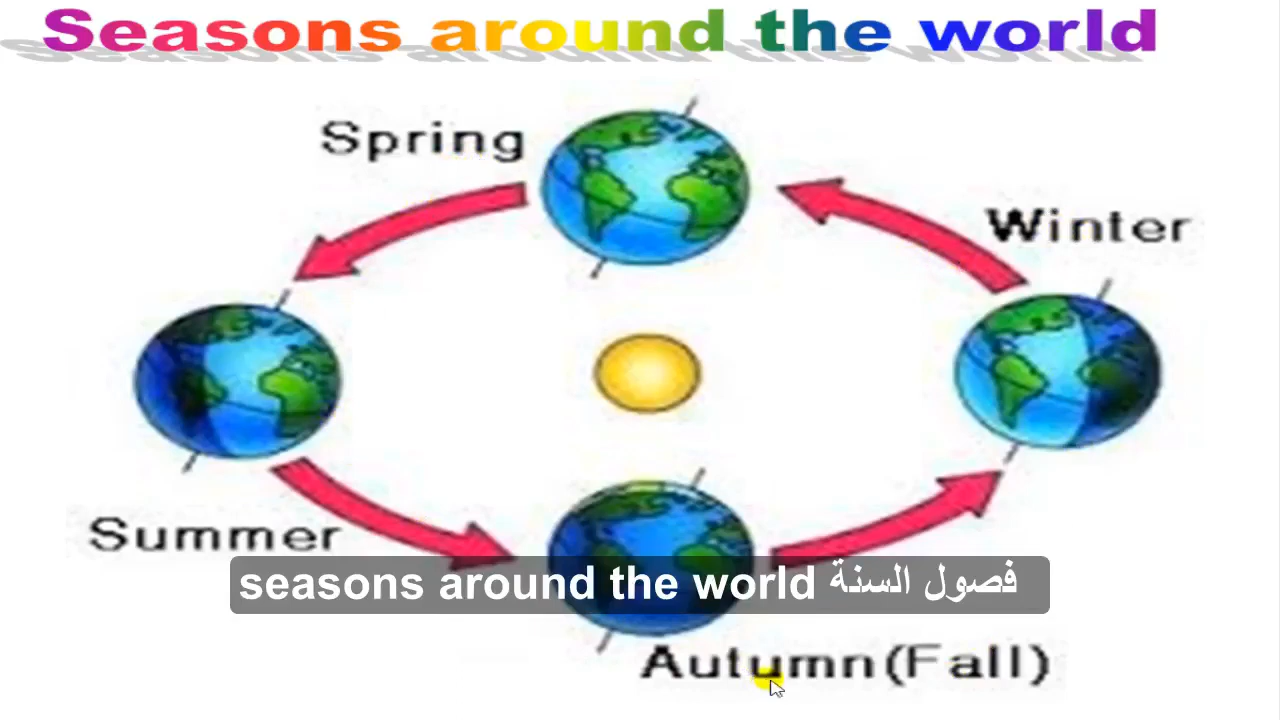 Seasons around the world
Spring
Winter
Summer
seasons around the world فصول السنة
Autumn(Fall)